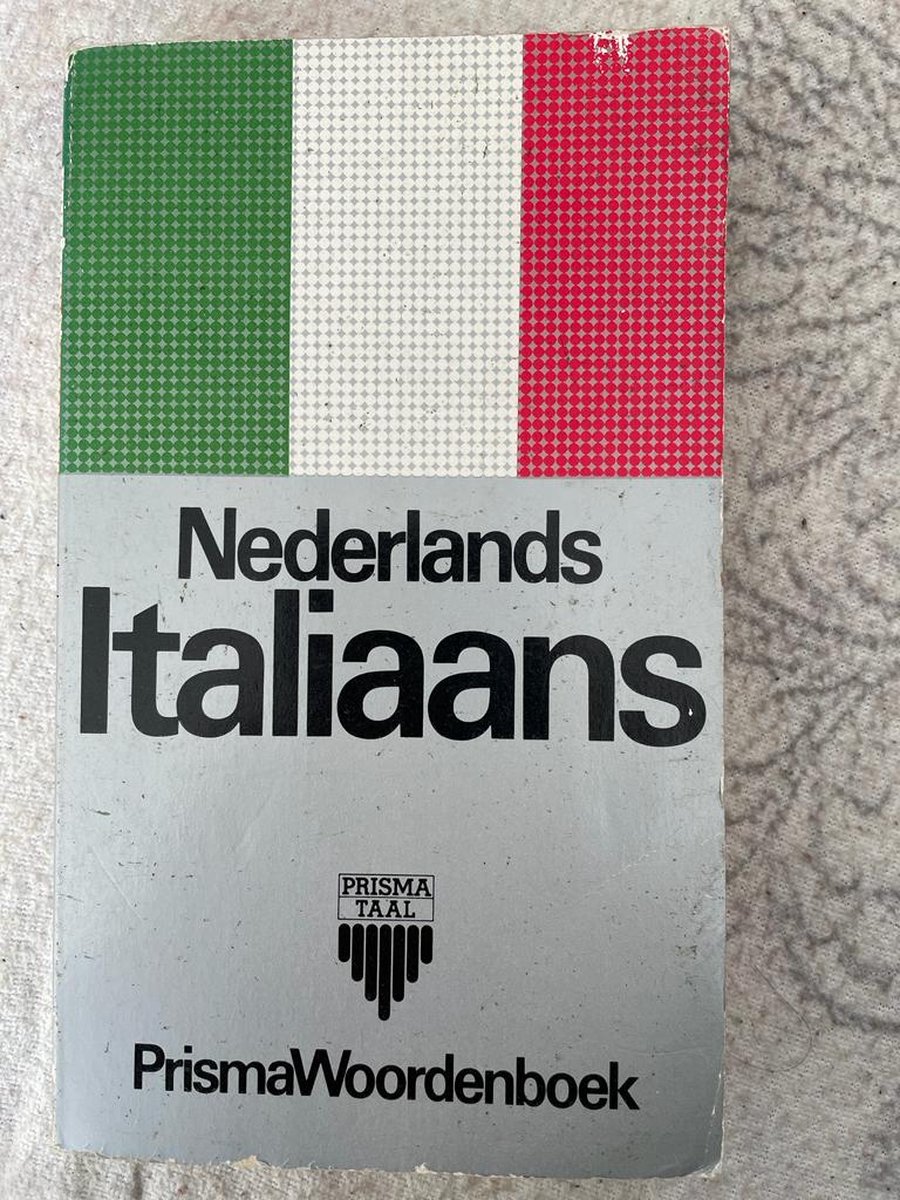 Nederlands
Italiaans
PRISMA
TAAL
PrismaWoordenboek